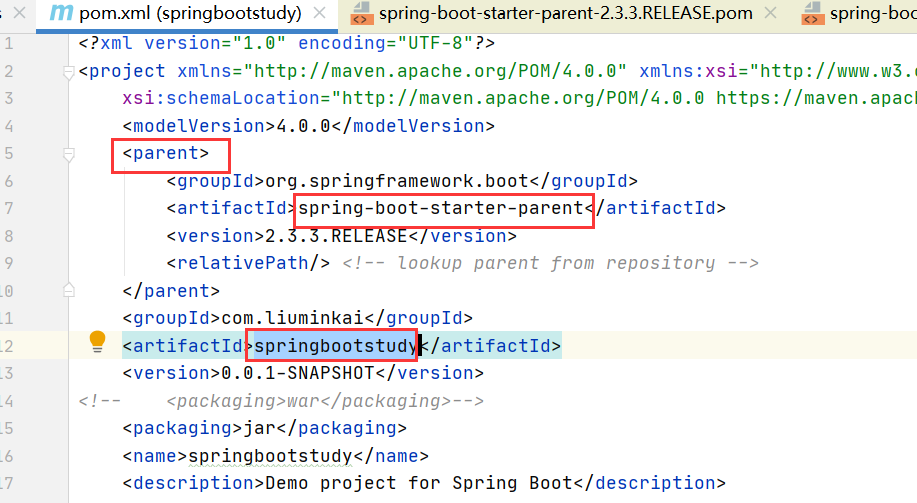 s pom.xml (springbootstudy) spring-boot-starter-parent-2.3.3.RELEASE.pom spring-boo
1 <?xml version="1.0" encoding="UTF-8"?>
2 <project xmlns="http://maven.apache.org/POM/4.0.0" xmlns:xsi="http://www.w3.o
3 xsi:schemaLocation="http://maven.apache.org/POM/4.0.0 https://maven.apac
4 <modelVersion>4.0.0</modelVersion>
5 <parent>
6 <groupId>org.springframework.boot</groupId>
7 <artifactId>spring-boot-starter-parent</artifactId>
8 <version>2.3.3.RELEASE</version>
9 <relativePath/> <!-- lookup parent from repository -->
10 </parent>
11 <groupId>com.liuminkai</groupId>
12 <artifactId>springbootstudy</artifactId>
13 <version>0.0.1-SNAPSHOT</version>
14 <!-- <packaging>war</packaging>-->
15 <packaging>jar</packaging>
16 <name>springbootstudy</name>
17 <description>Demo project for Spring Boot</description>